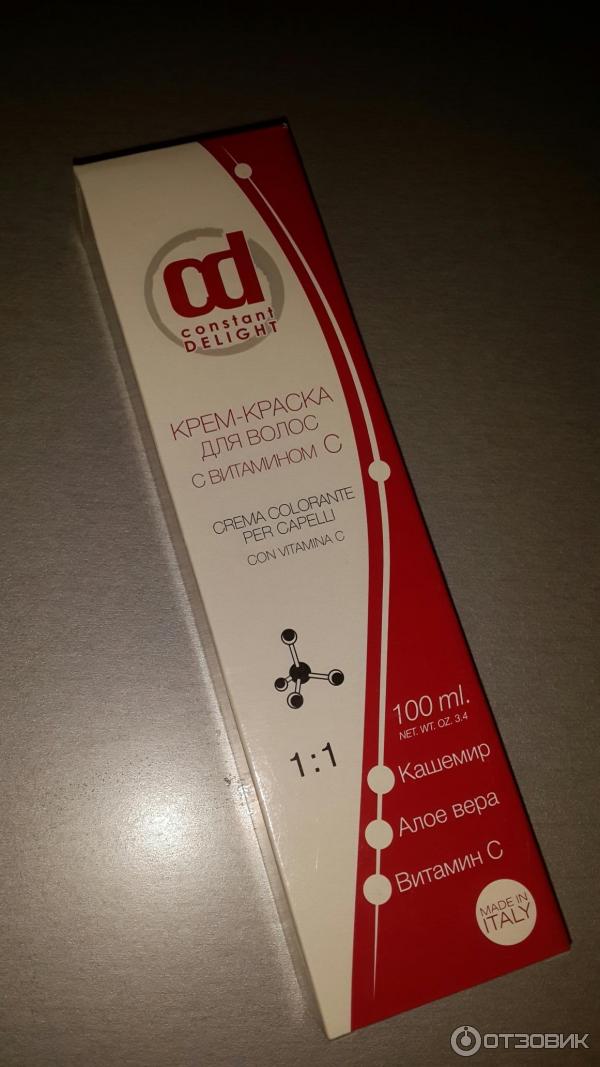 cd
constant
DELIGHT
КРЕМ-КРАСКА
ДЛЯ ВОЛОС
С ВИТАМИНОМ С
CREMA COLORANTE
PER CAPELLI
CON VITAMINA C
1:1
100 ml.
NET. WT. OZ. 3,4
Кашемир
Алое вера
Витамин С
MADE IN
ITALY
ОТЗОВИК